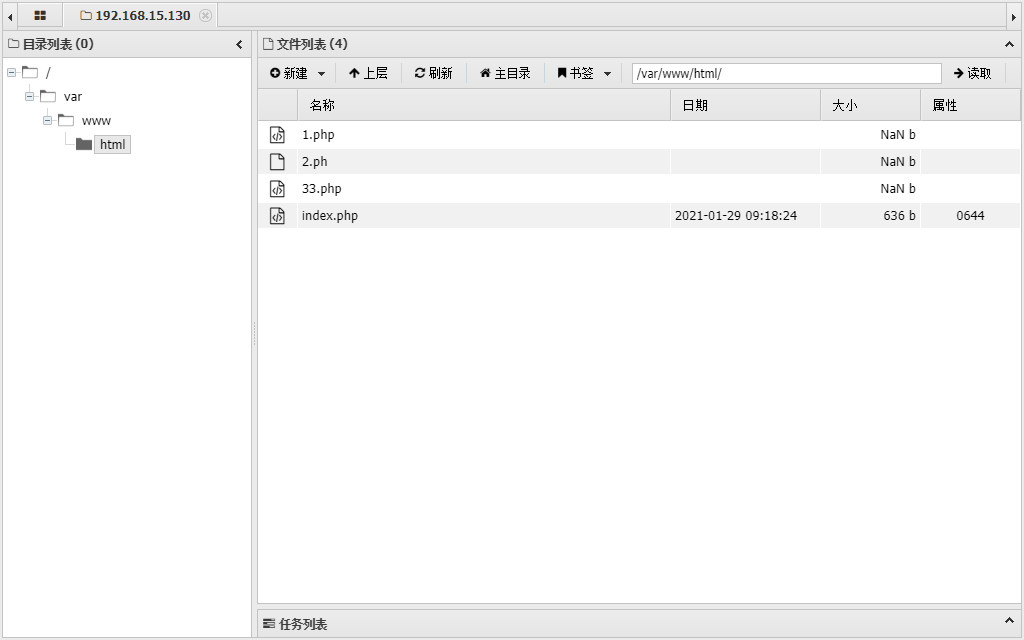 192.168.15.130
目录列表 (0)
文件列表 (4)
/
var
www
html
新建 上层 刷新 主目录 书签 /var/www/html/ 读取
名称 日期 大小 属性
1.php NaN b
2.ph NaN b
33.php NaN b
index.php 2021-01-29 09:18:24 636 b 0644
任务列表